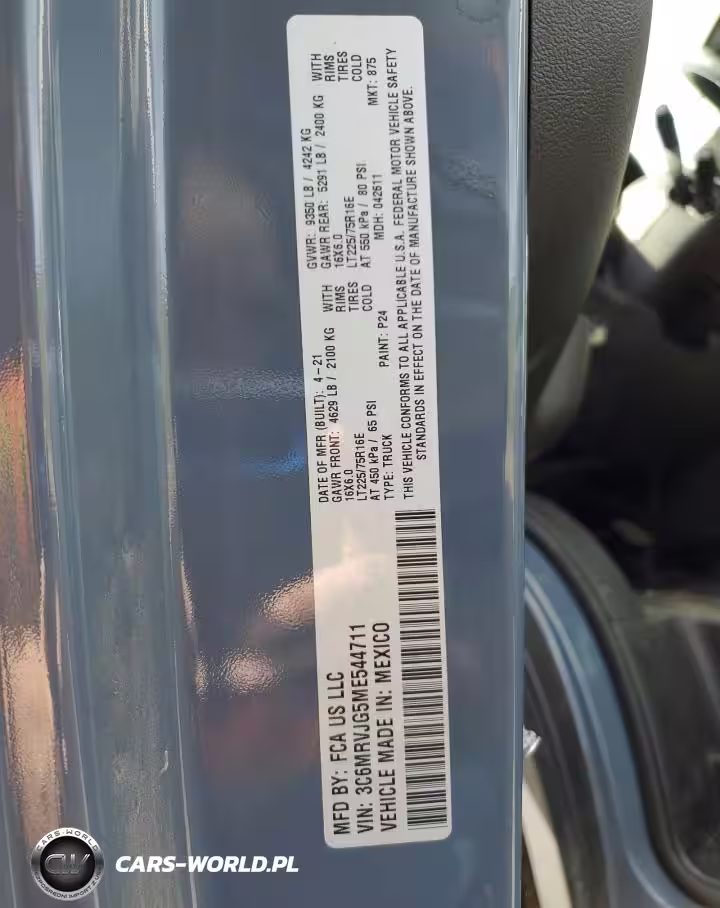 MFD BY: FCA US LLC
VIN: 3C6MRVJG5ME544711
VEHICLE MADE IN: MEXICO
DATE OF MFR (BUILT): 4-21
GVWR: 9350 LB / 4242 KG
GAWR FRONT: 4629 LB / 2100 KG WITH
16X6.0 RIMS
LT225/75R16E TIRES
AT 450 kPa / 65 PSI COLD
GAWR REAR: 5291 LB / 2400 KG WITH
16X6.0 RIMS
LT225/75R16E TIRES
AT 550 kPa / 80 PSI COLD
TYPE: TRUCK PAINT: P24 MDH: 042611 MKT: 875
THIS VEHICLE CONFORMS TO ALL APPLICABLE U.S.A. FEDERAL MOTOR VEHICLE SAFETY
STANDARDS IN EFFECT ON THE DATE OF MANUFACTURE SHOWN ABOVE.
CARS-WORLD
CW
CARS-WORLD.PL